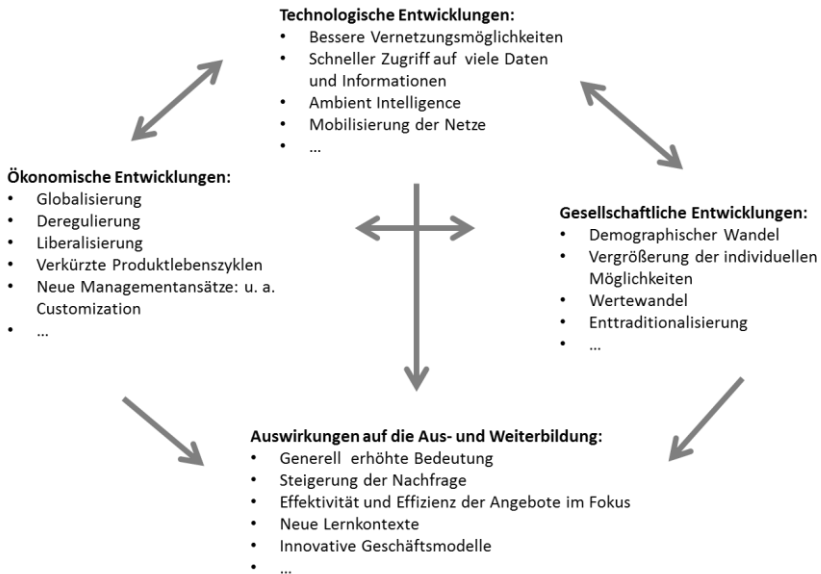 Technologische Entwicklungen:
• Bessere Vernetzungsmöglichkeiten
• Schneller Zugriff auf viele Daten
und Informationen
• Ambient Intelligence
• Mobilisierung der Netze
• ...
Ökonomische Entwicklungen:
• Globalisierung
• Deregulierung
• Liberalisierung
• Verkürzte Produktlebenszyklen
• Neue Managementansätze: u. a.
Customization
• ...
Gesellschaftliche Entwicklungen:
• Demographischer Wandel
• Vergrößerung der individuellen
Möglichkeiten
• Wertewandel
• Enttraditionalisierung
• ...
Auswirkungen auf die Aus- und Weiterbildung:
• Generell erhöhte Bedeutung
• Steigerung der Nachfrage
• Effektivität und Effizienz der Angebote im Fokus
• Neue Lernkontexte
• Innovative Geschäftsmodelle
• ...